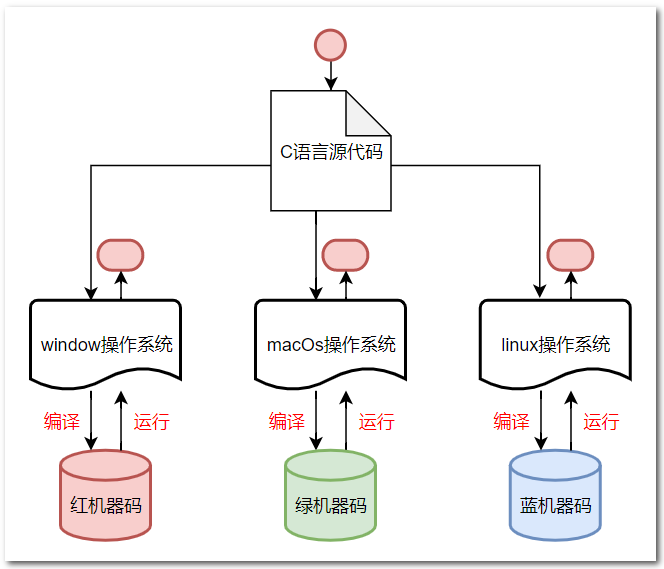 C语言源代码
window操作系统
macOs操作系统
linux操作系统
编译
运行
编译
运行
编译
运行
红机器码
绿机器码
蓝机器码